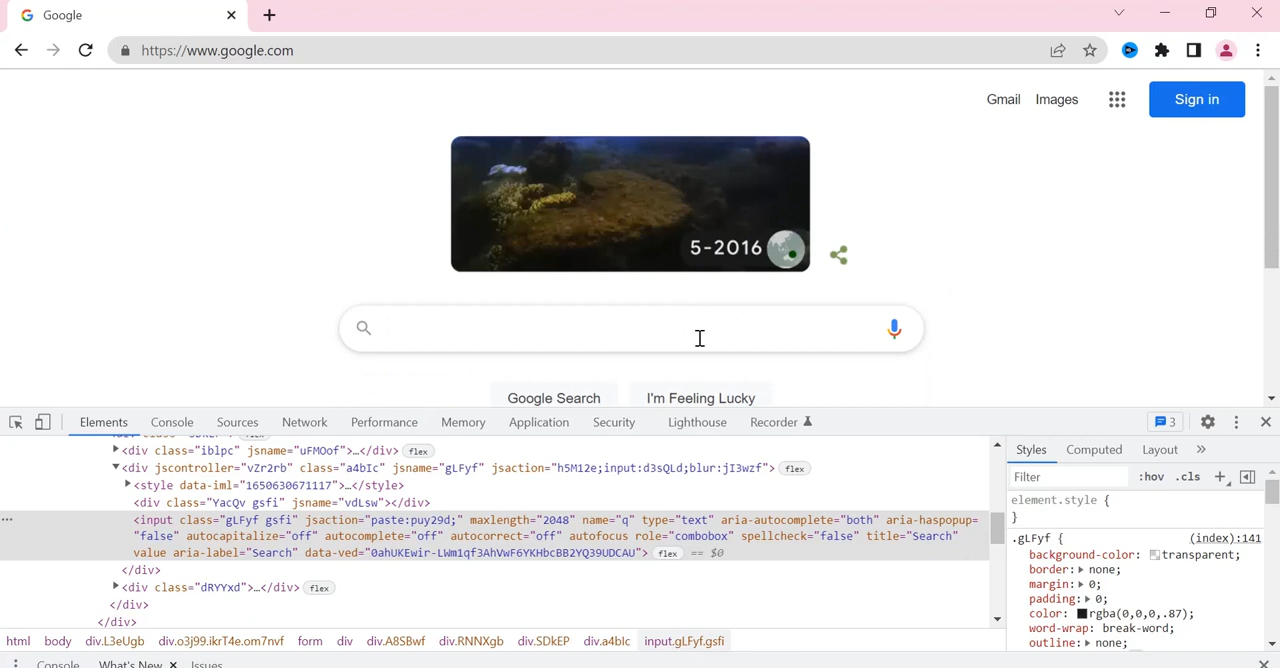 Google
https://www.google.com
Gmail Images Sign in
5-2016
Google Search I'm Feeling Lucky
Elements Console Sources Network Performance Memory Application Security Lighthouse Recorder 3
<div class="iblpc" jsname="uFMOof">…</div> flex
<div jscontroller="vZr2rb" class="a4bIc" jsname="gLFyf" jsaction="h5M12e;input:d3sQLd;blur:jI3wzf"> flex
<style data-iml="1650630671117">…</style>
<div class="YacQv gsfi" jsname="vdLsw"></div>
… <input class="gLFyf gsfi" jsaction="paste:puy29d;" maxlength="2048" name="q" type="text" aria-autocomplete="both" aria-haspopup=
"false" autocapitalize="off" autocomplete="off" autocorrect="off" autofocus role="combobox" spellcheck="false" title="Search"
value aria-label="Search" data-ved="0ahUKEwir-LWm1qf3AhVwF6YKHbcBB2YQ39UDCAU"> flex == $0
</div>
<div class="dRYYxd">…</div> flex
</div>
</div>
html body div.L3eUgb div.o3j99.ikrT4e.om7nvf form div div.A8SBwf div.RNNXgb div.SDkEP div.a4bIc input.gLFyf.gsfi
Console What's New Issues
Styles Computed Layout »
Filter :hov .cls
element.style {
}
.gLFyf { (index):141
background-color: transparent;
border: none;
margin: 0;
padding: 0;
color: rgba(0,0,0,.87);
word-wrap: break-word;
outline: none;